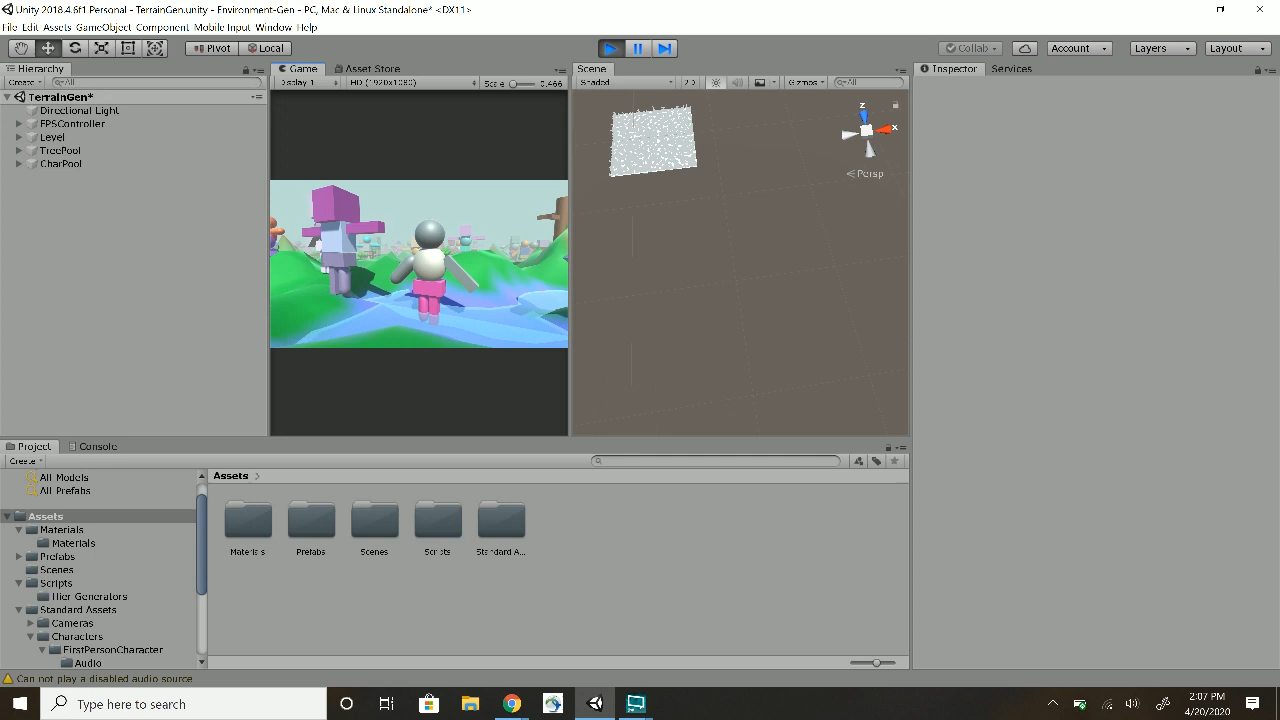 Unity 2018.4.6f1 Personal - TerrainGen.unity - Environment-Gen - PC, Mac & Linux Standalone* <DX11>
File Edit Assets GameObject Component Mobile Input Window Help
Pivot Local Collab Account Layers Layout
Hierarchy Game Asset Store Scene Inspector Services
Create All Display 1 HD (1920x1080) Scale 0.466 Shaded 2D Gizmos All
TerrainGen*
Directional Light
FPSController
Level
TreePool
CharPool
z
x
Persp
Project Console
Create
All Models
All Prefabs
Assets
Materials
Materials
Prefabs
Scenes
Scripts
Hier Generators
Standard Assets
Cameras
Characters
FirstPersonCharacter
Audio
Assets
Materials Prefabs Scenes Scripts Standard A...
Can not play a disabled audio source
Type here to search
2:07 PM
4/20/2020